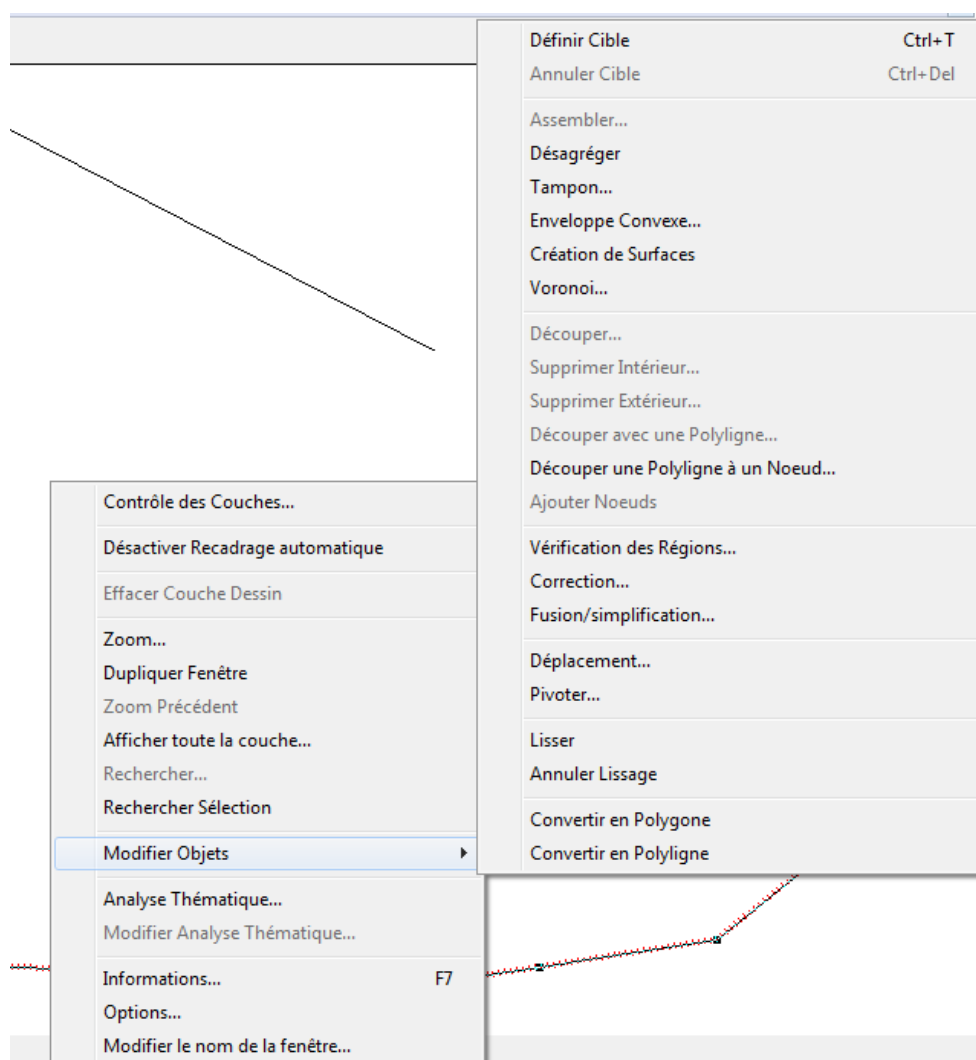 Définir Cible Ctrl+T
Annuler Cible Ctrl+Del
Assembler...
Désagréger
Tampon...
Enveloppe Convexe...
Création de Surfaces
Voronoi...
Découper...
Supprimer Intérieur...
Supprimer Extérieur...
Découper avec une Polyligne...
Découper une Polyligne à un Noeud...
Ajouter Noeuds
Vérification des Régions...
Correction...
Fusion/simplification...
Déplacement...
Pivoter...
Lisser
Annuler Lissage
Convertir en Polygone
Convertir en Polyligne
Contrôle des Couches...
Désactiver Recadrage automatique
Effacer Couche Dessin
Zoom...
Dupliquer Fenêtre
Zoom Précédent
Afficher toute la couche...
Rechercher...
Rechercher Sélection
Modifier Objets
Analyse Thématique...
Modifier Analyse Thématique...
Informations... F7
Options...
Modifier le nom de la fenêtre...